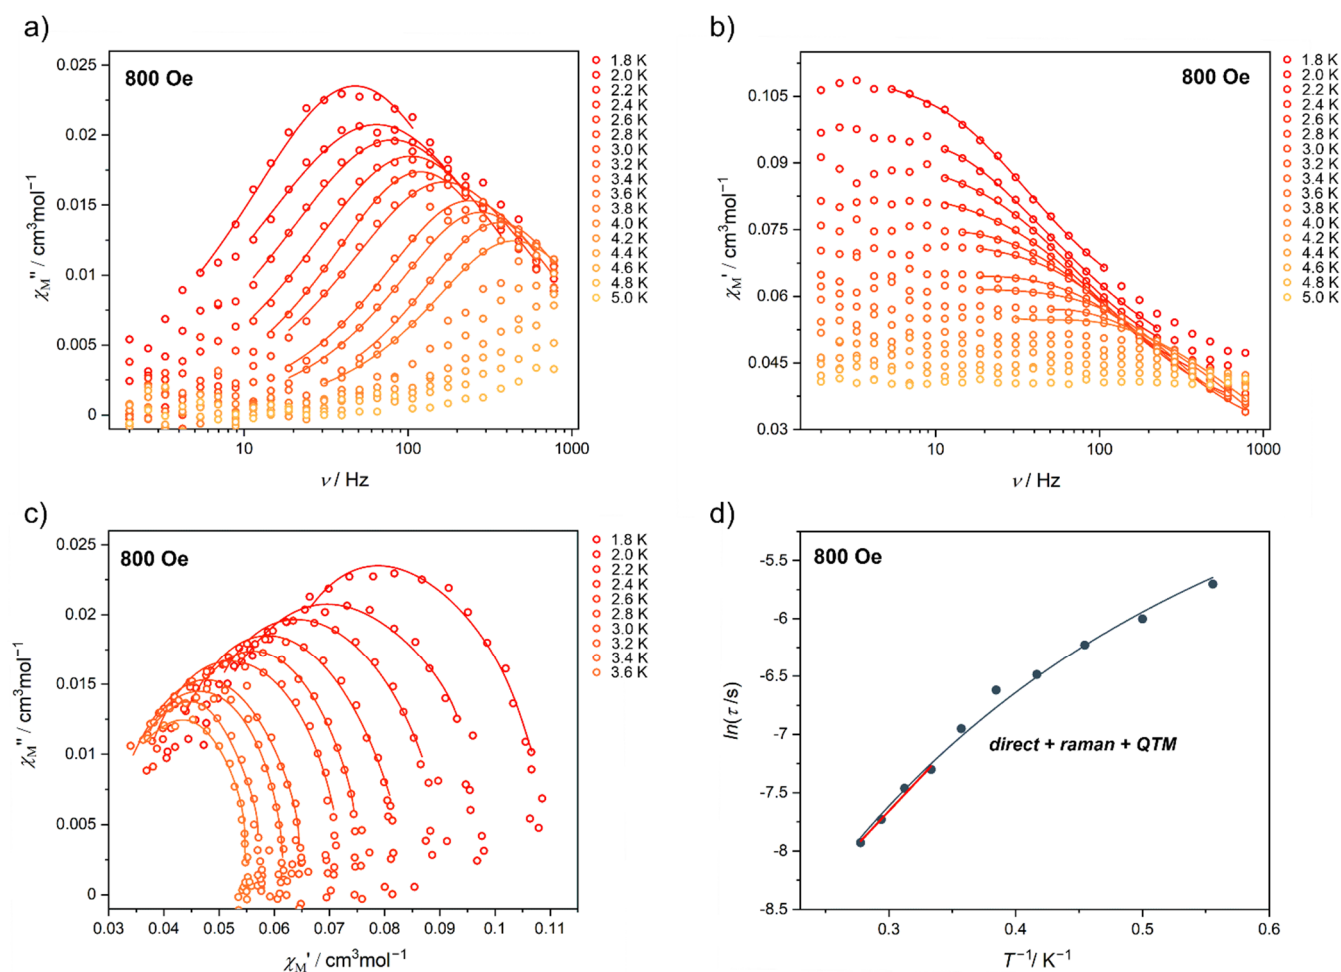 a)
800 Oe
0.025
0.02
0.015
0.01
0.005
0
10
100
1000
χM'' / cm³mol⁻¹
ν / Hz
1.8 K
2.0 K
2.2 K
2.4 K
2.6 K
2.8 K
3.0 K
3.2 K
3.4 K
3.6 K
3.8 K
4.0 K
4.2 K
4.4 K
4.6 K
4.8 K
5.0 K
b)
800 Oe
0.105
0.09
0.075
0.06
0.045
0.03
10
100
1000
χM' / cm³mol⁻¹
ν / Hz
1.8 K
2.0 K
2.2 K
2.4 K
2.6 K
2.8 K
3.0 K
3.2 K
3.4 K
3.6 K
3.8 K
4.0 K
4.2 K
4.4 K
4.6 K
4.8 K
5.0 K
c)
800 Oe
0.025
0.02
0.015
0.01
0.005
0
0.03 0.04 0.05 0.06 0.07 0.08 0.09 0.10 0.11
χM'' / cm³mol⁻¹
χM' / cm³mol⁻¹
1.8 K
2.0 K
2.2 K
2.4 K
2.6 K
2.8 K
3.0 K
3.2 K
3.4 K
3.6 K
d)
800 Oe
-5.5
-6
-6.5
-7
-7.5
-8
-8.5
0.3 0.4 0.5 0.6
ln(τ /s)
direct + raman + QTM
T⁻¹/ K⁻¹